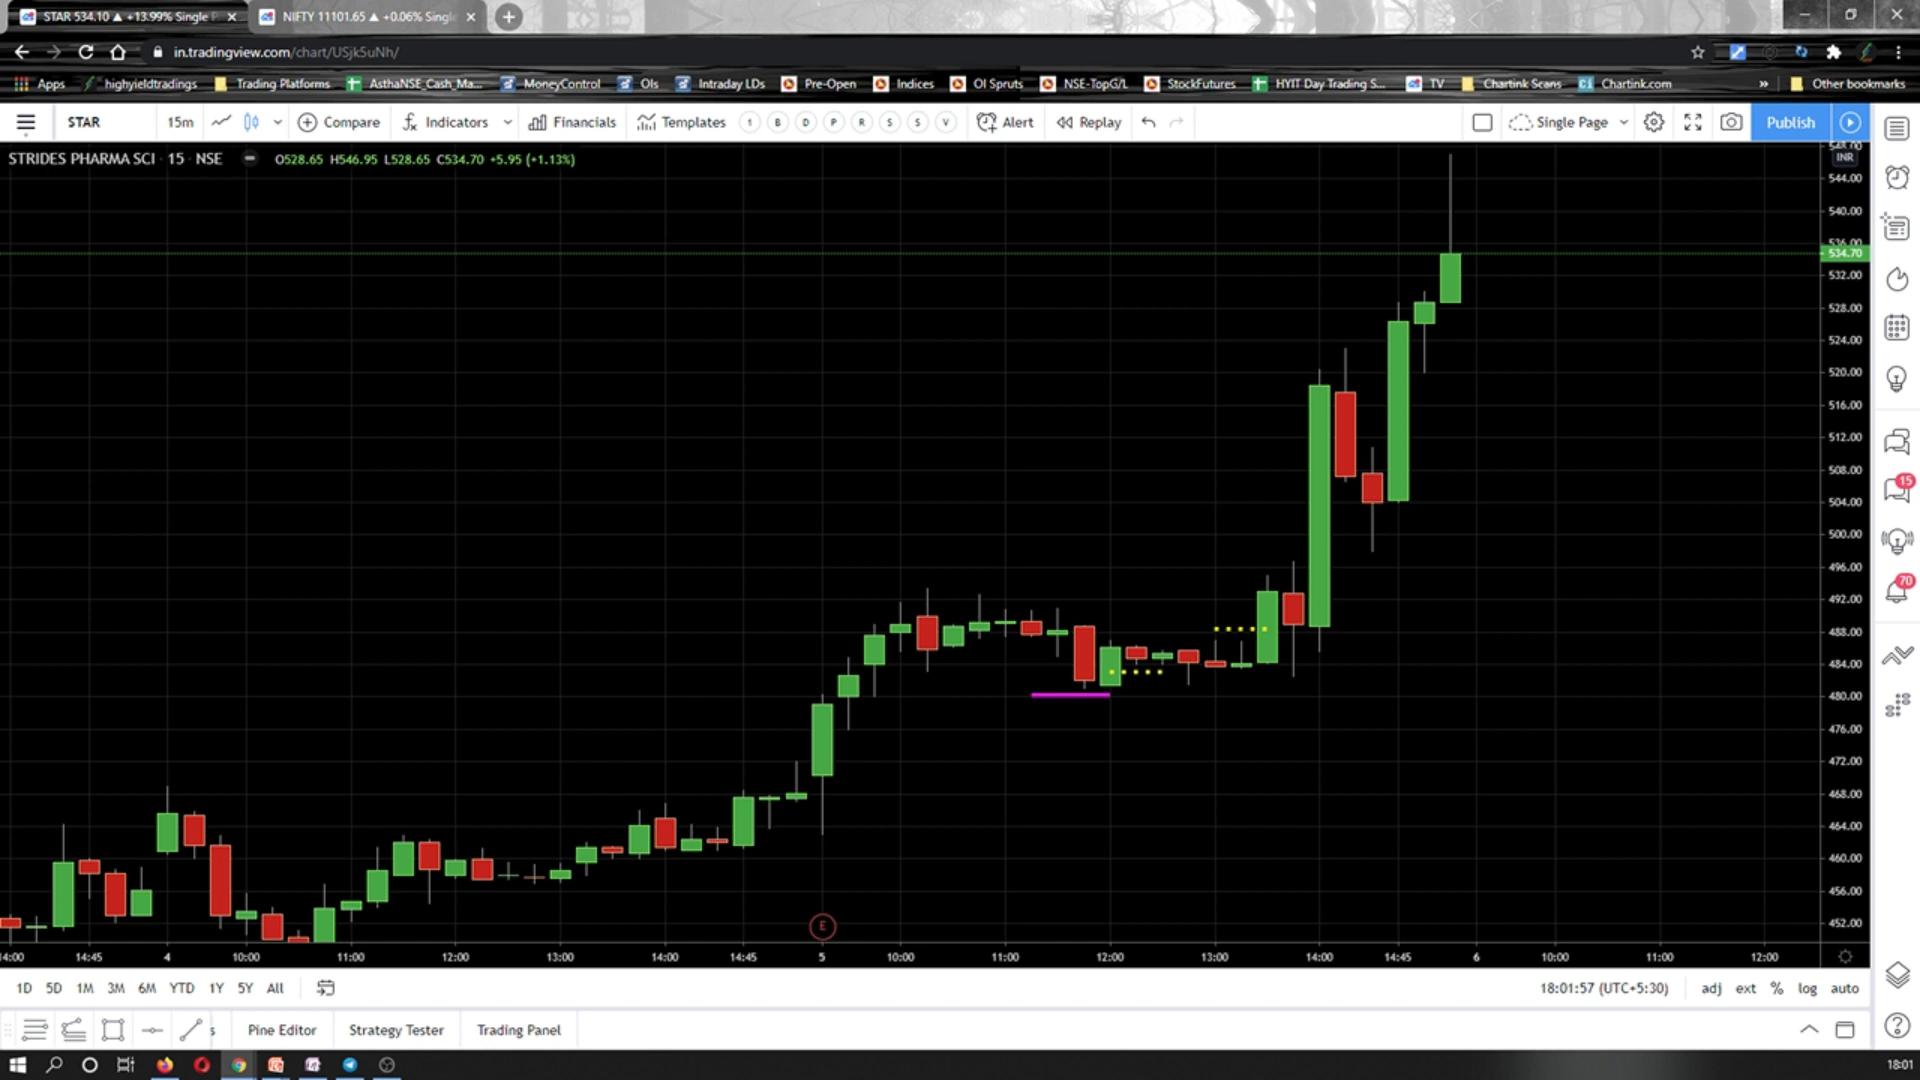 STAR 534.10 ▲ +13.99% Single P
NIFTY 11101.65 ▲ +0.06% Single
in.tradingview.com/chart/USjk5uNh/
Apps highyieldtradings Trading Platforms AsthaNSE_Cash_Ma... MoneyControl OIs Intraday LDs Pre-Open Indices OI Spruts NSE-TopG/L StockFutures HYIT Day Trading S... TV Chartink Scans Chartink.com » Other bookmarks
STAR 15m Compare Indicators Financials Templates 1 B D P R S S V Alert Replay Single Page Publish
STRIDES PHARMA SCI · 15 · NSE O528.65 H546.95 L528.65 C534.70 +5.95 (+1.13%)
548.00
INR
544.00
540.00
536.00
534.70
532.00
528.00
524.00
520.00
516.00
512.00
508.00
504.00
500.00
496.00
492.00
488.00
484.00
480.00
476.00
472.00
468.00
464.00
460.00
456.00
452.00
15
70
E
14:00 14:45 4 10:00 11:00 12:00 13:00 14:00 14:45 5 10:00 11:00 12:00 13:00 14:00 14:45 6 10:00 11:00 12:00
1D 5D 1M 3M 6M YTD 1Y 5Y All 18:01:57 (UTC+5:30) adj ext % log auto
s Pine Editor Strategy Tester Trading Panel
18:01